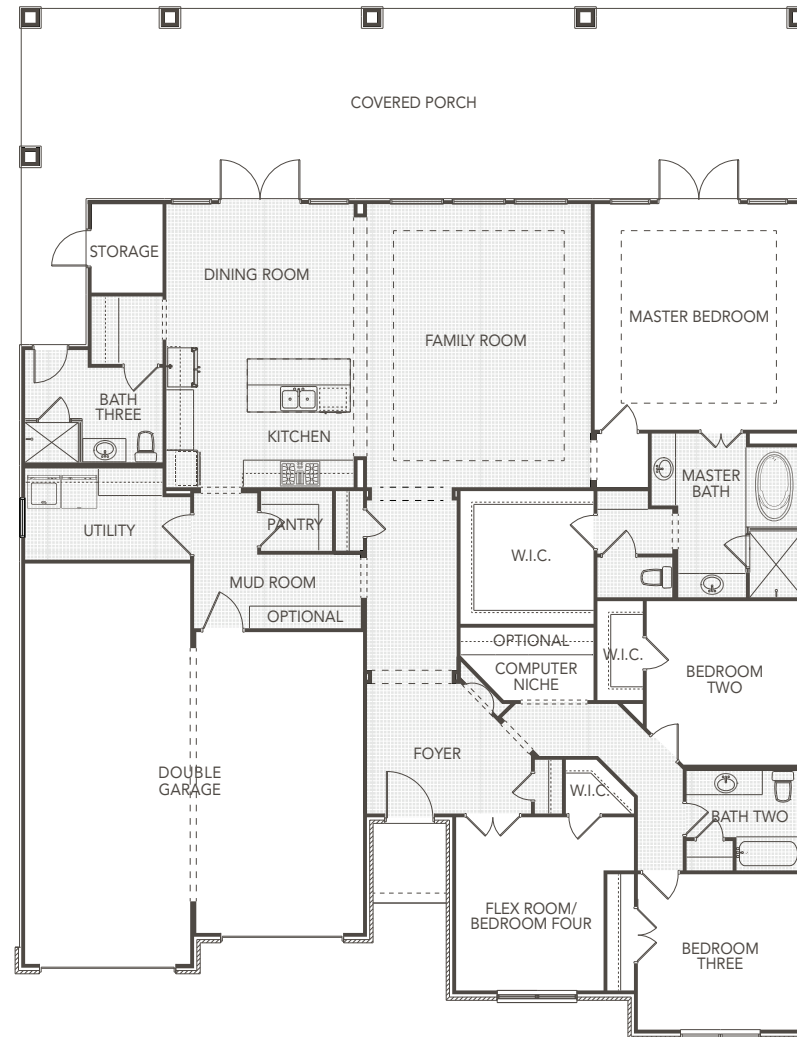 COVERED PORCH
STORAGE
DINING ROOM
FAMILY ROOM
MASTER BEDROOM
BATH
THREE
KITCHEN
MASTER
BATH
UTILITY
PANTRY
W.I.C.
MUD ROOM
OPTIONAL
OPTIONAL
COMPUTER
NICHE
W.I.C.
BEDROOM
TWO
FOYER
DOUBLE
GARAGE
W.I.C.
BATH TWO
FLEX ROOM/
BEDROOM FOUR
BEDROOM
THREE